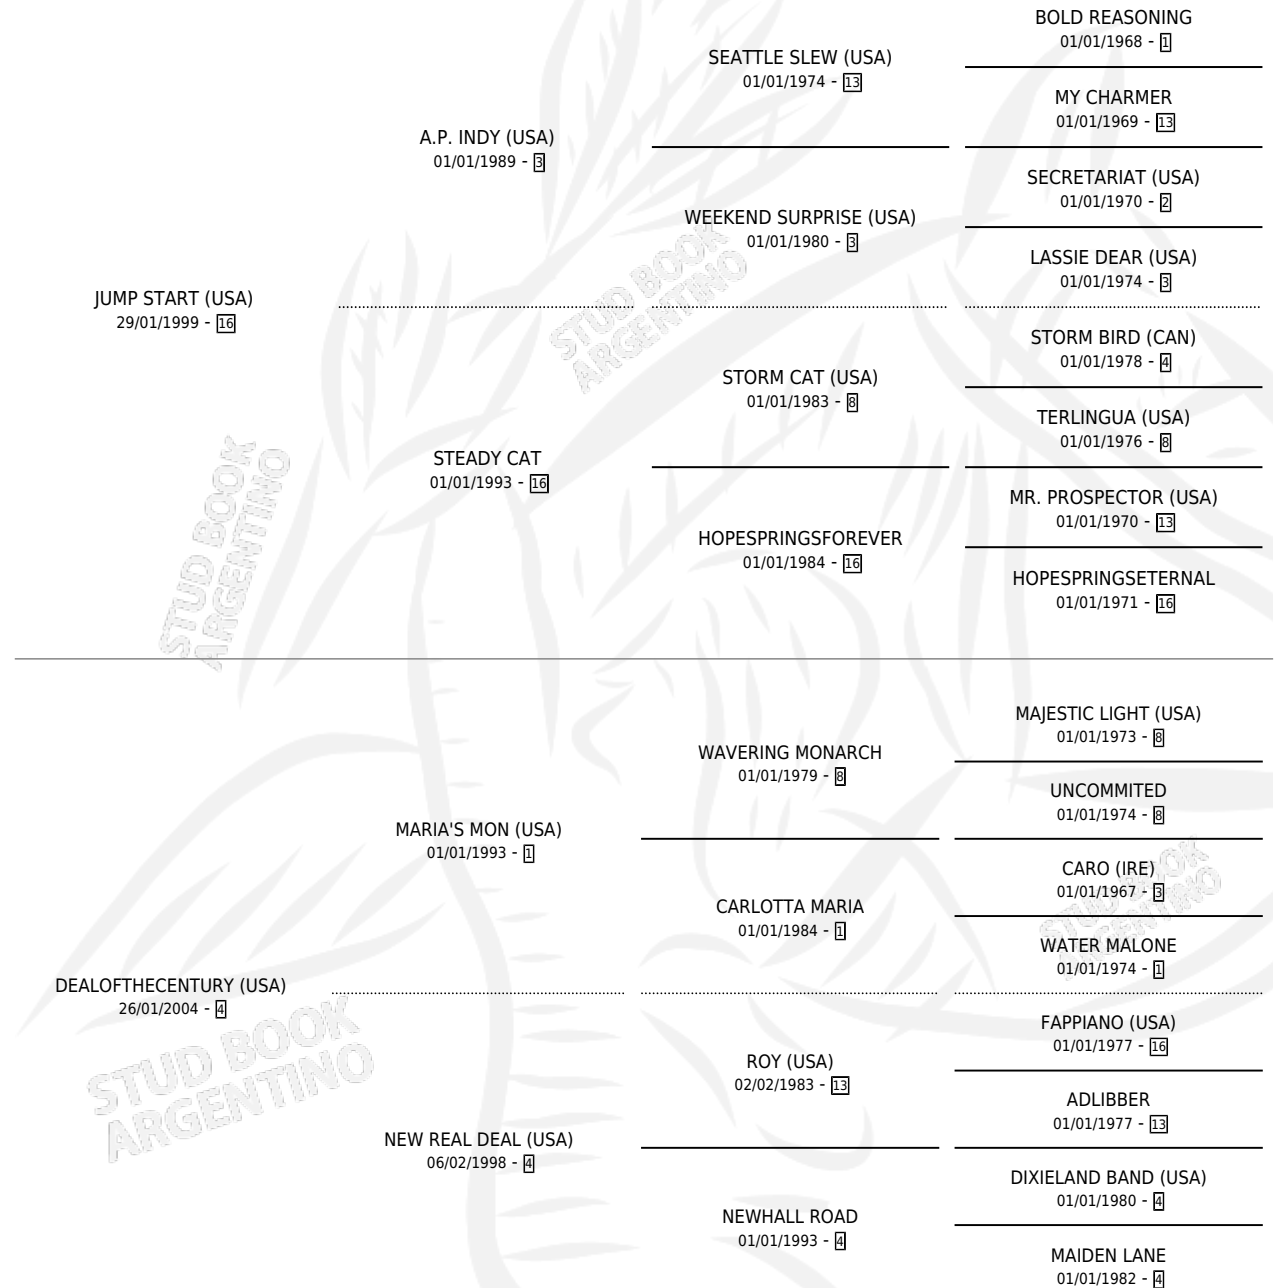 BOLD REASONING
01/01/1968 - 1
SEATTLE SLEW (USA)
01/01/1974 - 13
MY CHARMER
01/01/1969 - 13
A.P. INDY (USA)
01/01/1989 - 3
SECRETARIAT (USA)
01/01/1970 - 2
WEEKEND SURPRISE (USA)
01/01/1980 - 3
LASSIE DEAR (USA)
01/01/1974 - 3
JUMP START (USA)
29/01/1999 - 16
STORM BIRD (CAN)
01/01/1978 - 4
STORM CAT (USA)
01/01/1983 - 8
TERLINGUA (USA)
01/01/1976 - 8
STEADY CAT
01/01/1993 - 16
MR. PROSPECTOR (USA)
01/01/1970 - 13
HOPESPRINGSFOREVER
01/01/1984 - 16
HOPESPRINGSETERNAL
01/01/1971 - 16
MAJESTIC LIGHT (USA)
01/01/1973 - 8
WAVERING MONARCH
01/01/1979 - 8
UNCOMMITED
01/01/1974 - 8
MARIA'S MON (USA)
01/01/1993 - 1
CARO (IRE)
01/01/1967 - 3
CARLOTTA MARIA
01/01/1984 - 1
WATER MALONE
01/01/1974 - 1
DEALOFTHECENTURY (USA)
26/01/2004 - 4
FAPPIANO (USA)
01/01/1977 - 16
ROY (USA)
02/02/1983 - 13
ADLIBBER
01/01/1977 - 13
NEW REAL DEAL (USA)
06/02/1998 - 4
DIXIELAND BAND (USA)
01/01/1980 - 4
NEWHALL ROAD
01/01/1993 - 4
MAIDEN LANE
01/01/1982 - 4
STUD BOOK
ARGENTINO
STUD BOOK
ARGENTINO
STUD BOOK
ARGENTINO
STUD BOOK
ARGENTINO